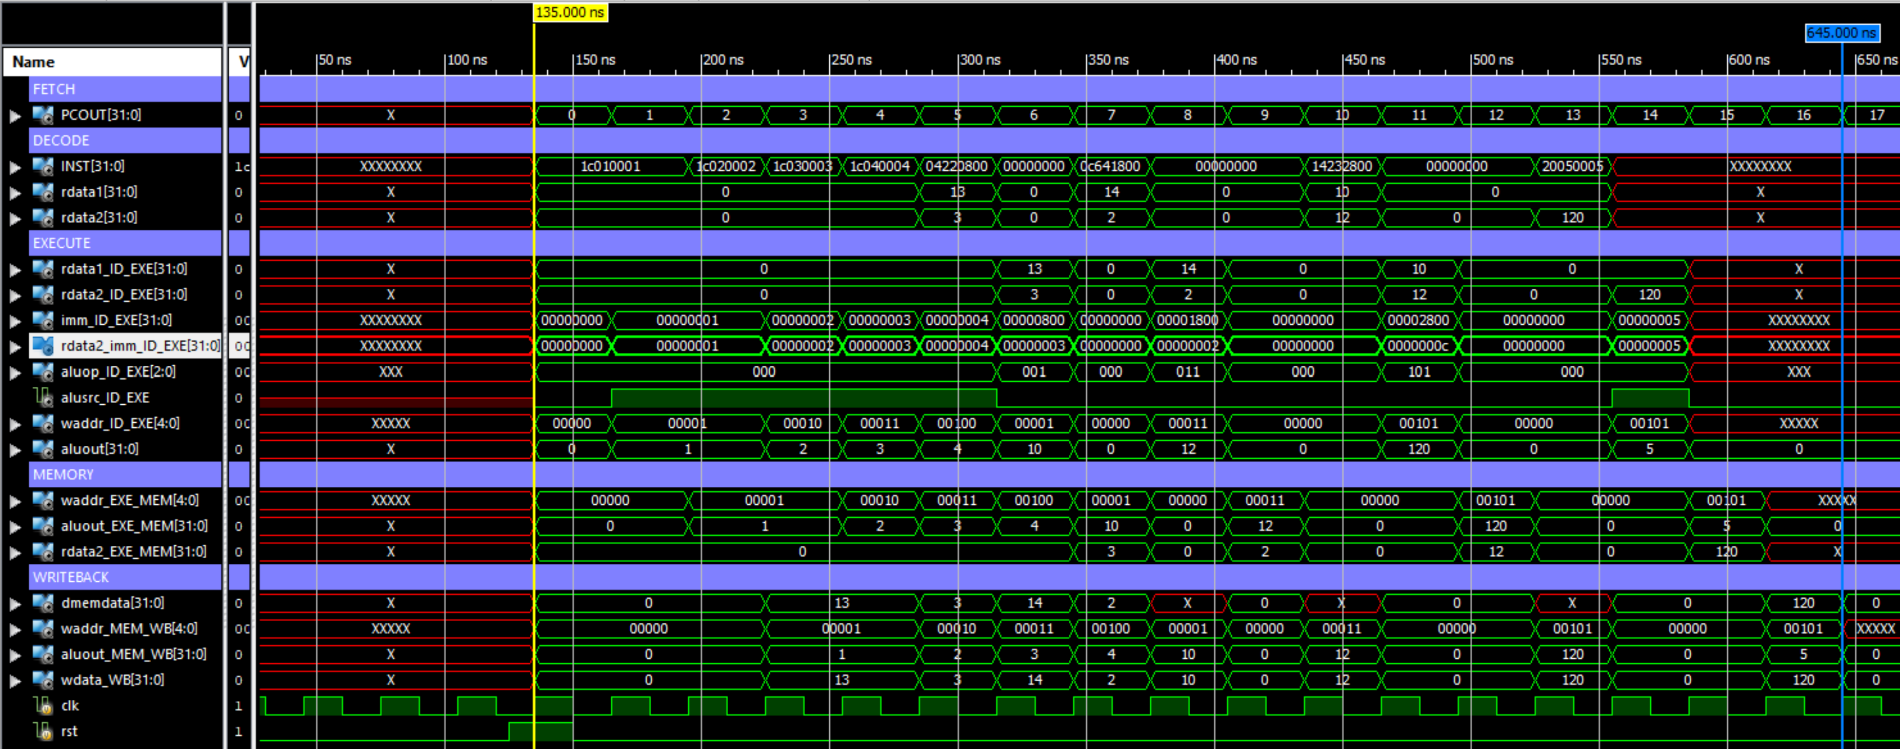 135.000 ns
645.000 ns
Name V 50 ns 100 ns 150 ns 200 ns 250 ns 300 ns 350 ns 400 ns 450 ns 500 ns 550 ns 600 ns 650 ns
FETCH
PCOUT[31:0] 0 X 0 1 2 3 4 5 6 7 8 9 10 11 12 13 14 15 16 17
DECODE
INST[31:0] 1c XXXXXXXX 1c010001 1c020002 1c030003 1c040004 04220800 00000000 0c641800 00000000 14232800 00000000 20050005 XXXXXXXX
rdata1[31:0] 0 X 0 13 0 14 0 10 0 X
rdata2[31:0] 0 X 0 3 0 2 0 12 0 120 X
EXECUTE
rdata1_ID_EXE[31:0] 0 X 0 13 0 14 0 10 0 X
rdata2_ID_EXE[31:0] 0 X 0 3 0 2 0 12 0 120 X
imm_ID_EXE[31:0] 00 XXXXXXXX 00000000 00000001 00000002 00000003 00000004 00000800 00000000 00001800 00000000 00002800 00000000 00000005 XXXXXXXX
rdata2_imm_ID_EXE[31:0] 00 XXXXXXXX 00000000 00000001 00000002 00000003 00000004 00000003 00000000 00000002 00000000 0000000c 00000000 00000005 XXXXXXXX
aluop_ID_EXE[2:0] 00 XXX 000 001 000 011 000 101 000 XXX
alusrc_ID_EXE 0
waddr_ID_EXE[4:0] 00 XXXXX 00000 00001 00010 00011 00100 00001 00000 00011 00000 00101 00000 00101 XXXXX
aluout[31:0] 0 X 0 1 2 3 4 10 0 12 0 120 0 5 0
MEMORY
waddr_EXE_MEM[4:0] 00 XXXXX 00000 00001 00010 00011 00100 00001 00000 00011 00000 00101 00000 00101 XXXXX
aluout_EXE_MEM[31:0] 0 X 0 1 2 3 4 10 0 12 0 120 0 5 0
rdata2_EXE_MEM[31:0] 0 X 0 3 0 2 0 12 0 120 X
WRITEBACK
dmemdata[31:0] 0 X 0 13 3 14 2 X 0 X 0 X 0 120 0
waddr_MEM_WB[4:0] 00 XXXXX 00000 00001 00010 00011 00100 00001 00000 00011 00000 00101 00000 00101 XXXXX
aluout_MEM_WB[31:0] 0 X 0 1 2 3 4 10 0 12 0 120 0 5 0
wdata_WB[31:0] 0 X 0 13 3 14 2 10 0 12 0 120 0 120 0
clk 1
rst 1